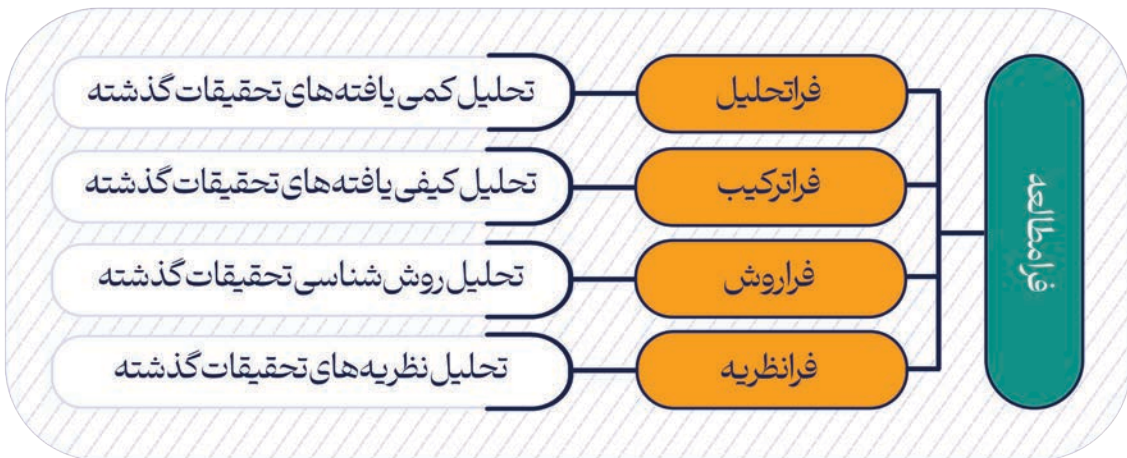 فرامطالعه
فراتحلیل
تحلیل کمی یافته‌های تحقیقات گذشته
فراترکیب
تحلیل کیفی یافته‌های تحقیقات گذشته
فراروش
تحلیل روش‌شناسی تحقیقات گذشته
فرانظریه
تحلیل نظریه‌های تحقیقات گذشته